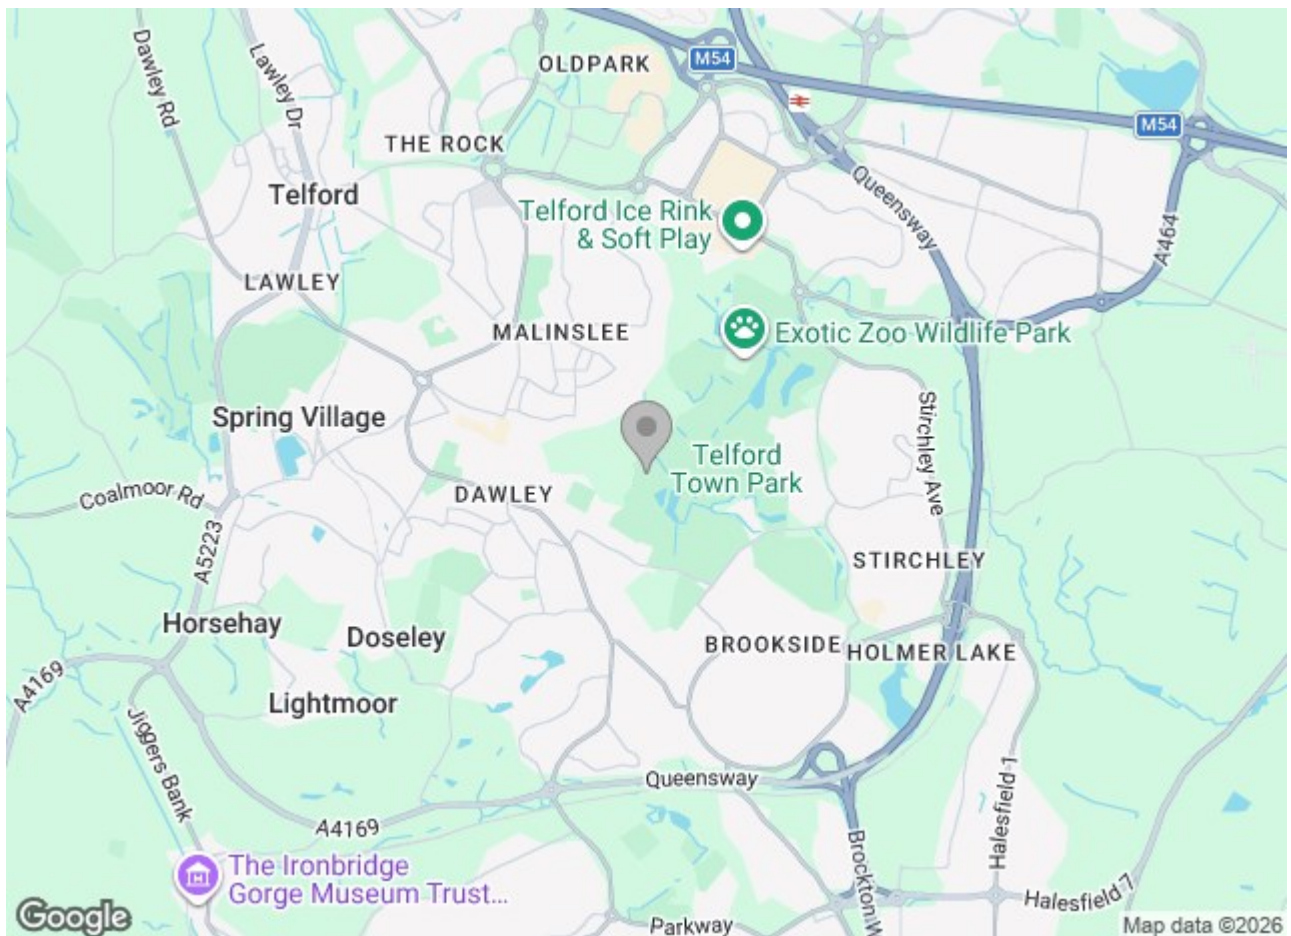 Dawley Rd
Lawley Dr
OLDPARK
M54
M54
THE ROCK
Telford
Queensway
Telford Ice Rink
& Soft Play
A464
LAWLEY
MALINSLEE
Exotic Zoo Wildlife Park
Spring Village
Stirchley Ave
Telford
Town Park
Coalmoor Rd
DAWLEY
A5223
STIRCHLEY
Horsehay
Doseley
BROOKSIDE
HOLMER LAKE
A4169
Lightmoor
Jiggers Bank
Queensway
Halesfield 1
A4169
The Ironbridge
Gorge Museum Trust...
Brockton W
Halesfield 7
Google
Parkway
Map data ©2026